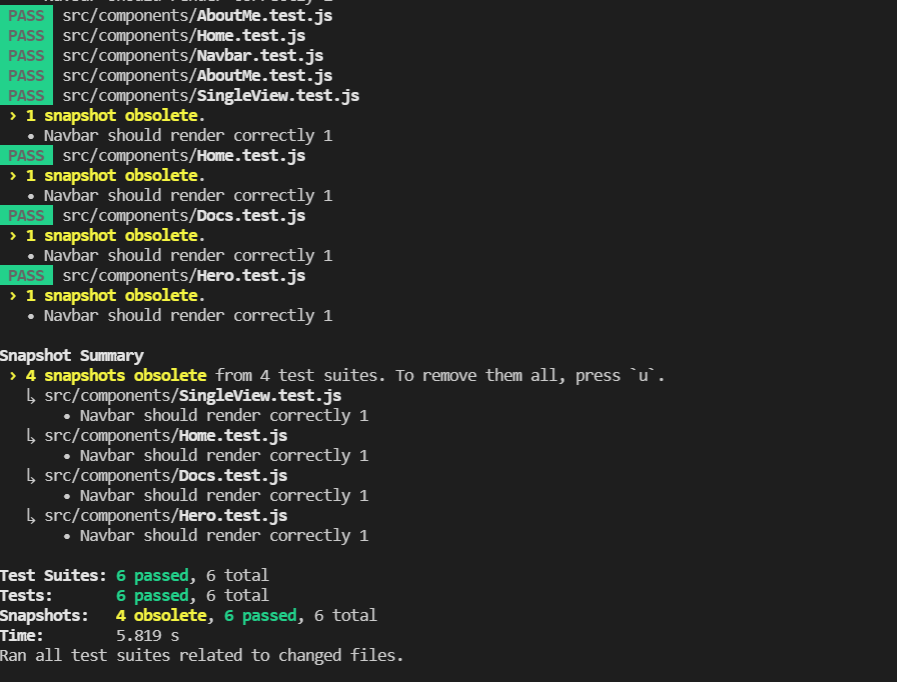 • Navbar should render correctly 1
PASS src/components/AboutMe.test.js
PASS src/components/Home.test.js
PASS src/components/Navbar.test.js
PASS src/components/AboutMe.test.js
PASS src/components/SingleView.test.js
› 1 snapshot obsolete.
• Navbar should render correctly 1
PASS src/components/Home.test.js
› 1 snapshot obsolete.
• Navbar should render correctly 1
PASS src/components/Docs.test.js
› 1 snapshot obsolete.
• Navbar should render correctly 1
PASS src/components/Hero.test.js
› 1 snapshot obsolete.
• Navbar should render correctly 1
Snapshot Summary
› 4 snapshots obsolete from 4 test suites. To remove them all, press `u`.
↳ src/components/SingleView.test.js
• Navbar should render correctly 1
↳ src/components/Home.test.js
• Navbar should render correctly 1
↳ src/components/Docs.test.js
• Navbar should render correctly 1
↳ src/components/Hero.test.js
• Navbar should render correctly 1
Test Suites: 6 passed, 6 total
Tests: 6 passed, 6 total
Snapshots: 4 obsolete, 6 passed, 6 total
Time: 5.819 s
Ran all test suites related to changed files.